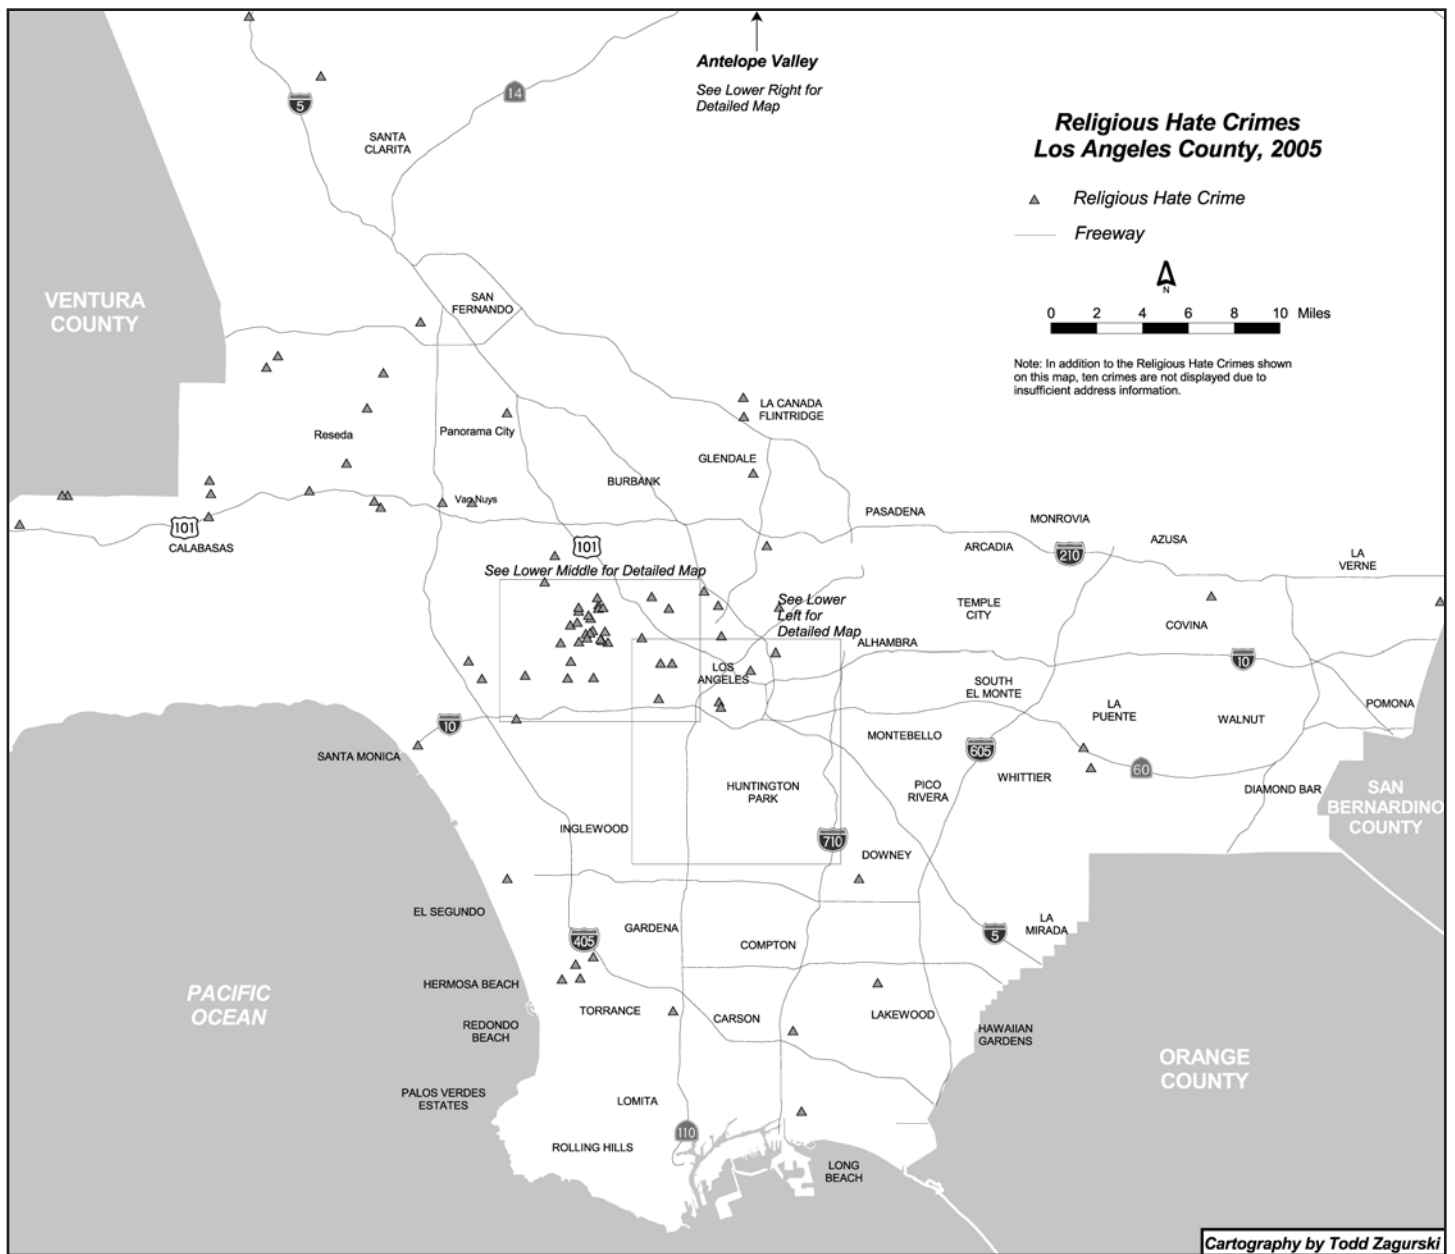 Antelope Valley
See Lower Right for
Detailed Map
5
14
SANTA
CLARITA
Religious Hate Crimes
Los Angeles County, 2005
Religious Hate Crime
Freeway
N
0 2 4 6 8 10 Miles
Note: In addition to the Religious Hate Crimes shown
on this map, ten crimes are not displayed due to
insufficient address information.
VENTURA
COUNTY
SAN
FERNANDO
LA CANADA
FLINTRIDGE
Reseda
Panorama City
GLENDALE
BURBANK
Van Nuys
PASADENA
MONROVIA
101
CALABASAS
101
ARCADIA
210
AZUSA
LA
VERNE
See Lower Middle for Detailed Map
See Lower
Left for
Detailed Map
TEMPLE
CITY
COVINA
ALHAMBRA
10
LOS
ANGELES
SOUTH
EL MONTE
LA
PUENTE
WALNUT
POMONA
10
SANTA MONICA
MONTEBELLO
605
WHITTIER
60
HUNTINGTON
PARK
PICO
RIVERA
DIAMOND BAR
SAN
BERNARDINO
COUNTY
INGLEWOOD
710
DOWNEY
EL SEGUNDO
GARDENA
405
COMPTON
5
LA
MIRADA
HERMOSA BEACH
PACIFIC
OCEAN
TORRANCE
CARSON
LAKEWOOD
REDONDO
BEACH
HAWAIIAN
GARDENS
ORANGE
COUNTY
PALOS VERDES
ESTATES
LOMITA
110
ROLLING HILLS
LONG
BEACH
Cartography by Todd Zagurski